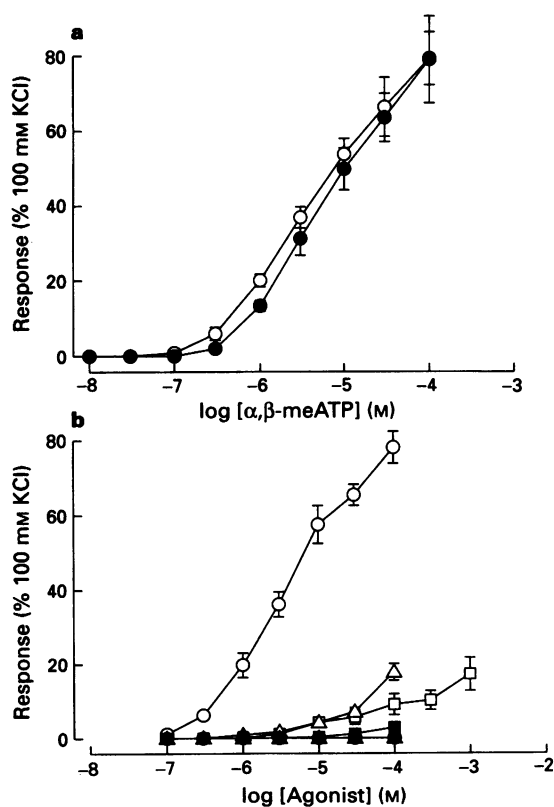 a
Response (% 100 mM KCl)
80
60
40
20
0
−8 −7 −6 −5 −4 −3
log [α,β-meATP] (M)
b
Response (% 100 mM KCl)
80
60
40
20
0
−8 −7 −6 −5 −4 −3 −2
log [Agonist] (M)